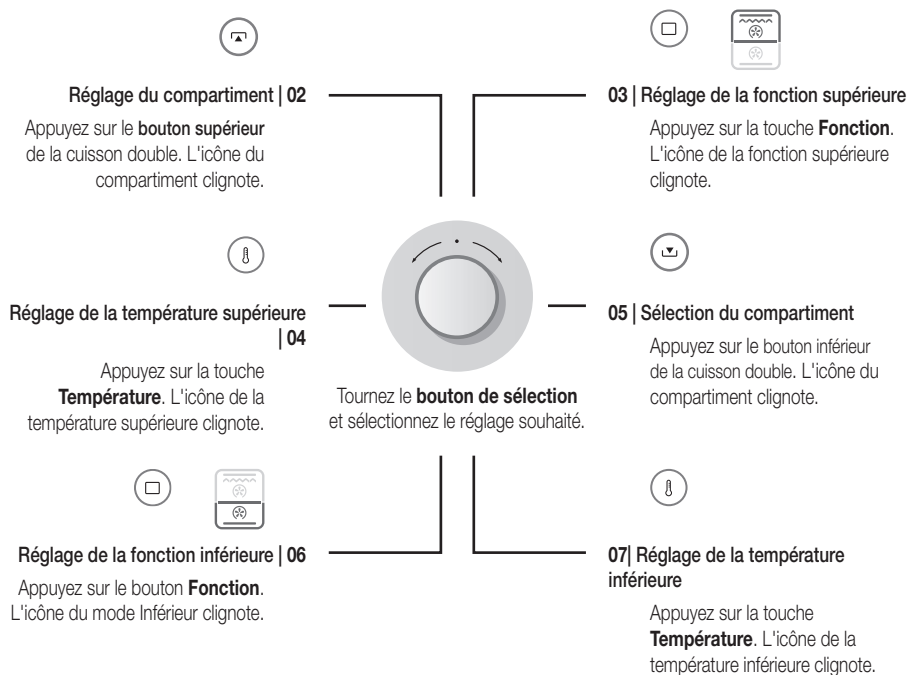 Réglage du compartiment | 02
Appuyez sur le bouton supérieur
de la cuisson double. L'icône du
compartiment clignote.
03 | Réglage de la fonction supérieure
Appuyez sur la touche Fonction.
L'icône de la fonction supérieure
clignote.
Réglage de la température supérieure
| 04
Appuyez sur la touche
Température. L'icône de la
température supérieure clignote.
Tournez le bouton de sélection
et sélectionnez le réglage souhaité.
05 | Sélection du compartiment
Appuyez sur le bouton inférieur
de la cuisson double. L'icône du
compartiment clignote.
Réglage de la fonction inférieure | 06
Appuyez sur le bouton Fonction.
L'icône du mode Inférieur clignote.
07| Réglage de la température
inférieure
Appuyez sur la touche
Température. L'icône de la
température inférieure clignote.